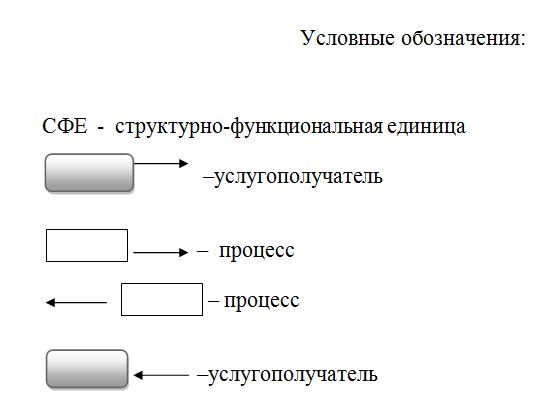 Условные обозначения:
СФЕ - структурно-функциональная единица
–услугополучатель
– процесс
– процесс
–услугополучатель